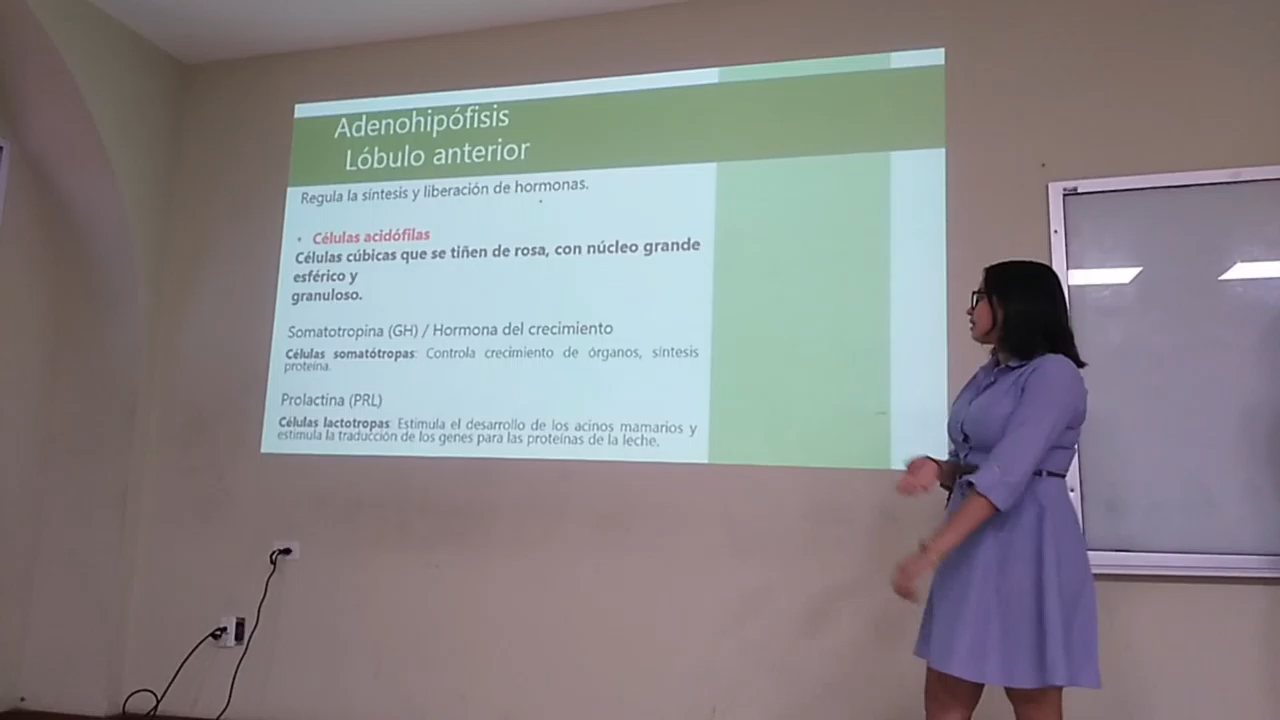 Adenohipófisis
Lóbulo anterior
Regula la síntesis y liberación de hormonas.
• Células acidófilas
Células cúbicas que se tiñen de rosa, con núcleo grande
esférico y
granuloso.
Somatotropina (GH) / Hormona del crecimiento
Células somatótropas: Controla crecimiento de órganos, síntesis
proteína.
Prolactina (PRL)
Células lactotropas: Estimula el desarrollo de los acinos mamarios y
estimula la traducción de los genes para las proteínas de la leche.